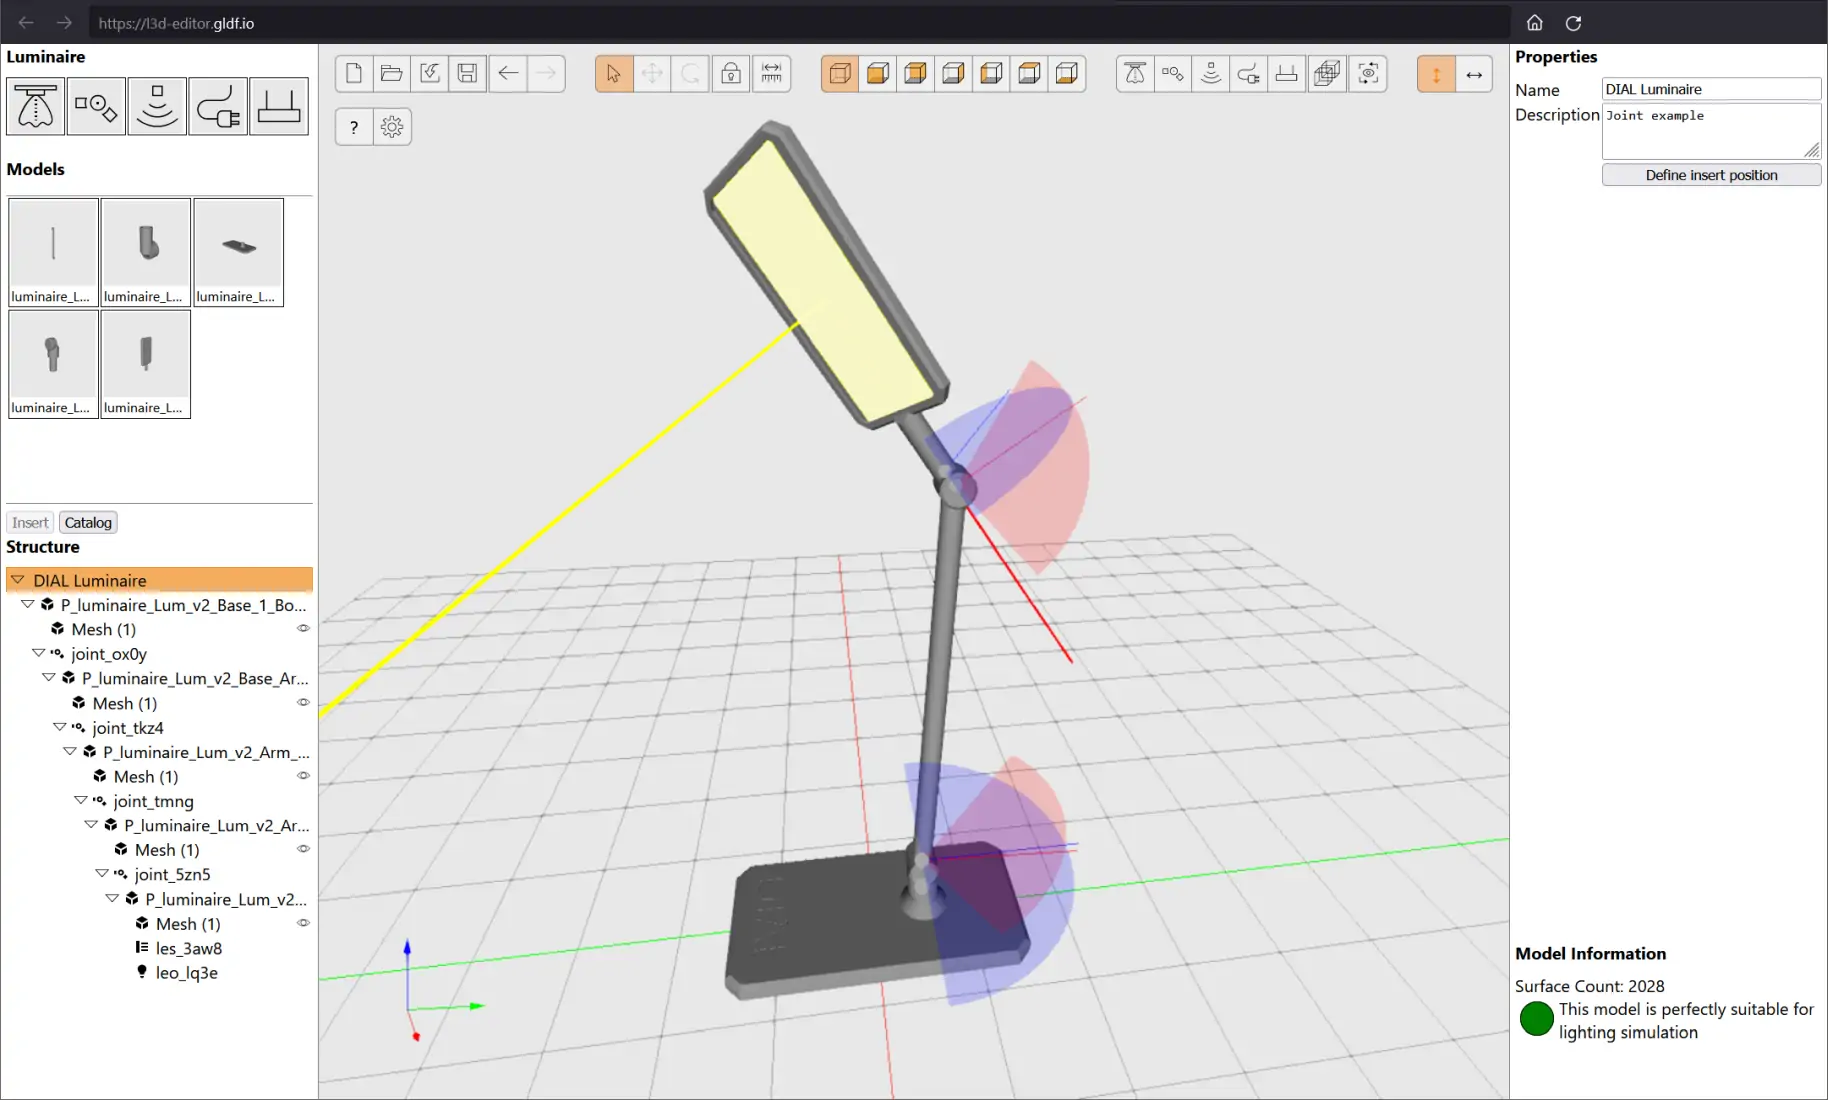 https://l3d-editor.gldf.io
Luminaire
Models
luminaire_L...
luminaire_L...
luminaire_L...
luminaire_L...
luminaire_L...
Insert
Catalog
Structure
DIAL Luminaire
P_luminaire_Lum_v2_Base_1_Bo...
Mesh (1)
joint_ox0y
P_luminaire_Lum_v2_Base_Ar...
Mesh (1)
joint_tkz4
P_luminaire_Lum_v2_Arm_...
Mesh (1)
joint_tmng
P_luminaire_Lum_v2_Ar...
Mesh (1)
joint_5zn5
P_luminaire_Lum_v2...
Mesh (1)
les_3aw8
leo_lq3e
?
Properties
Name
DIAL Luminaire
Description
Joint example
Define insert position
Model Information
Surface Count: 2028
This model is perfectly suitable for
lighting simulation